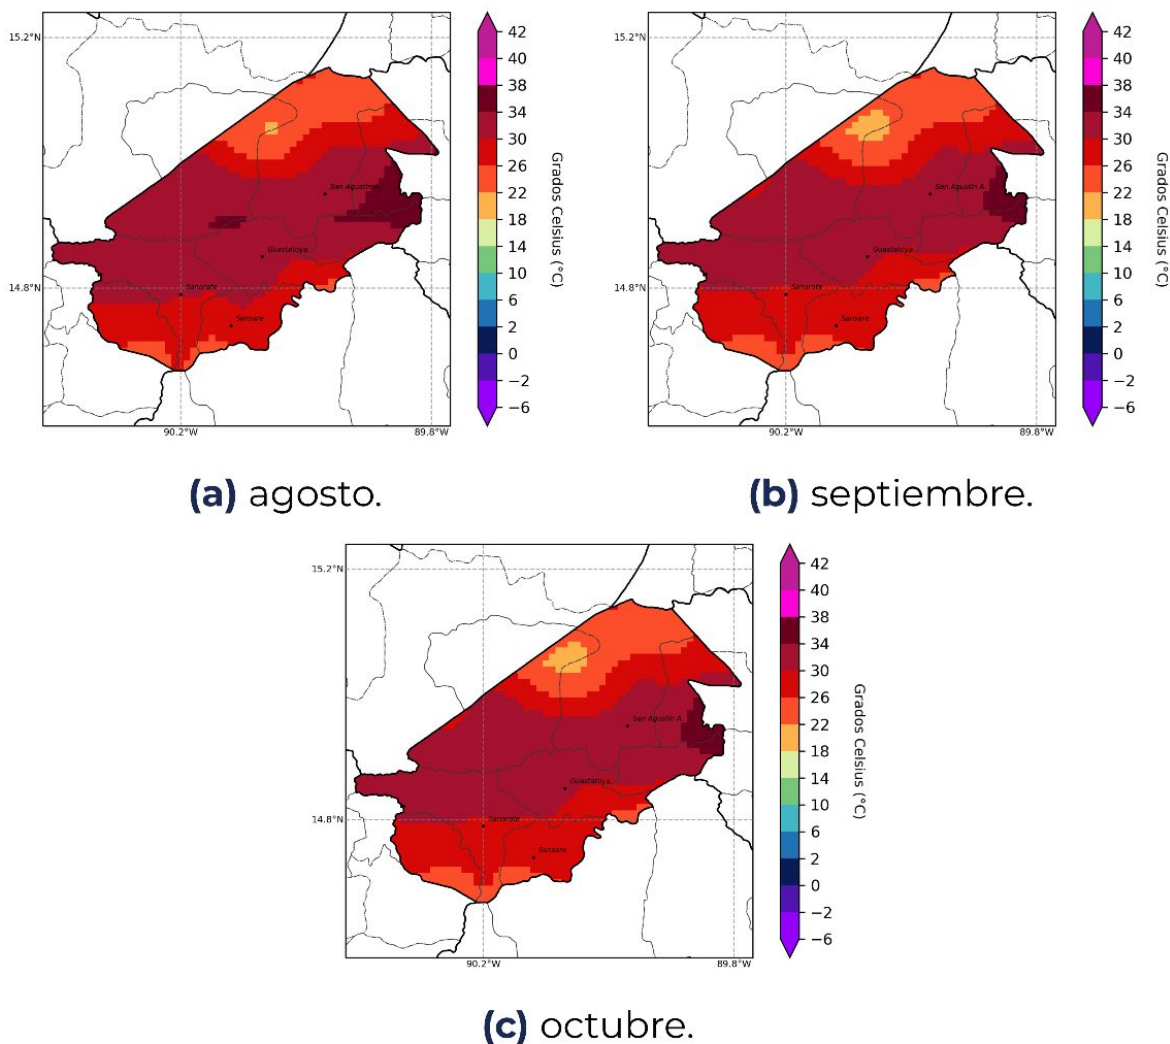 15.2°N
14.8°N
90.2°W
89.8°W
San Agustín
Guastatoya
Sanarate
Sansare
42
40
38
34
30
26
22
18
14
10
6
2
0
−2
−6
Grados Celsius (°C)
(a) agosto.
15.2°N
14.8°N
90.2°W
89.8°W
San Agustín A.
Guastatoya
Sanarate
Sansare
42
40
38
34
30
26
22
18
14
10
6
2
0
−2
−6
Grados Celsius (°C)
(b) septiembre.
15.2°N
14.8°N
90.2°W
89.8°W
San Agustín A.
Guastatoya
Sanarate
Sansare
42
40
38
34
30
26
22
18
14
10
6
2
0
−2
−6
Grados Celsius (°C)
(c) octubre.